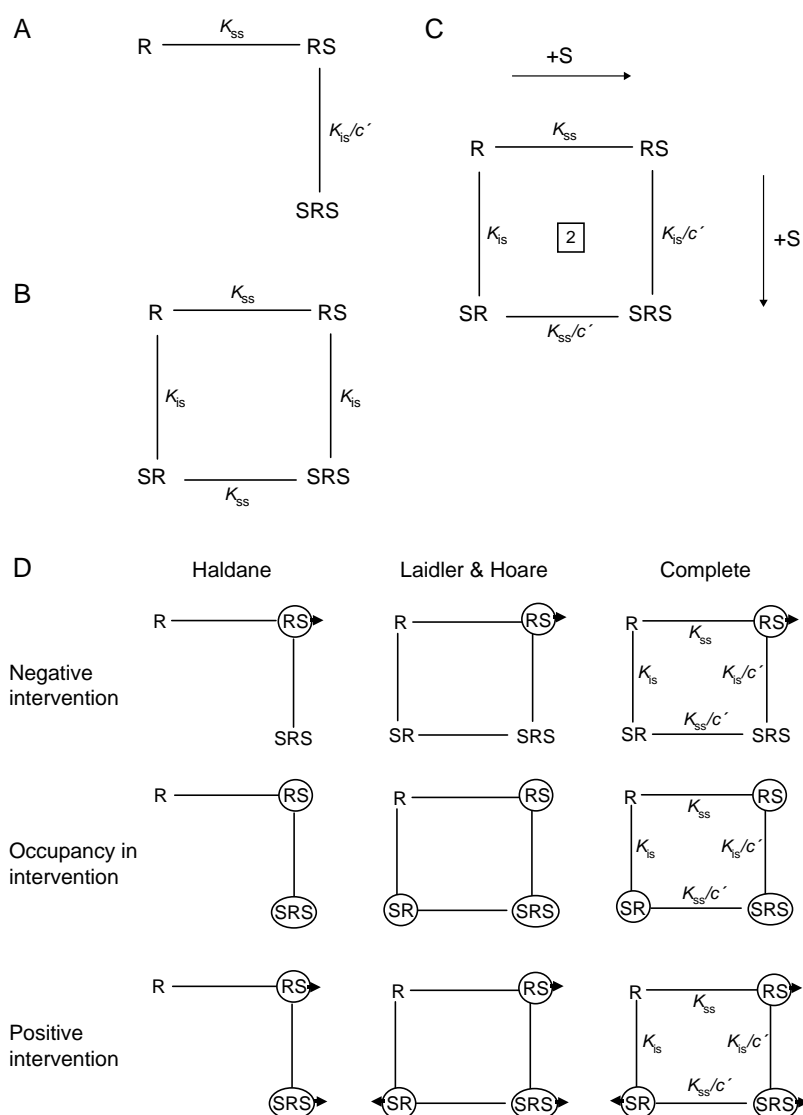 A
R
K_ss
RS
K_is/c´
SRS
B
R
K_ss
RS
K_is
K_is
SR
K_ss
SRS
C
+S
R
K_ss
RS
K_is
2
K_is/c´
+S
SR
K_ss/c´
SRS
D
Haldane
Laidler & Hoare
Complete
Negative
intervention
R
RS
SRS
R
RS
SR
SRS
R
K_ss
RS
K_is
K_is/c´
K_ss/c´
SR
SRS
Occupancy in
intervention
R
RS
SRS
R
RS
SR
SRS
R
K_ss
RS
K_is
K_is/c´
K_ss/c´
SR
SRS
Positive
intervention
R
RS
SRS
R
RS
SR
SRS
R
K_ss
RS
K_is
K_is/c´
K_ss/c´
SR
SRS